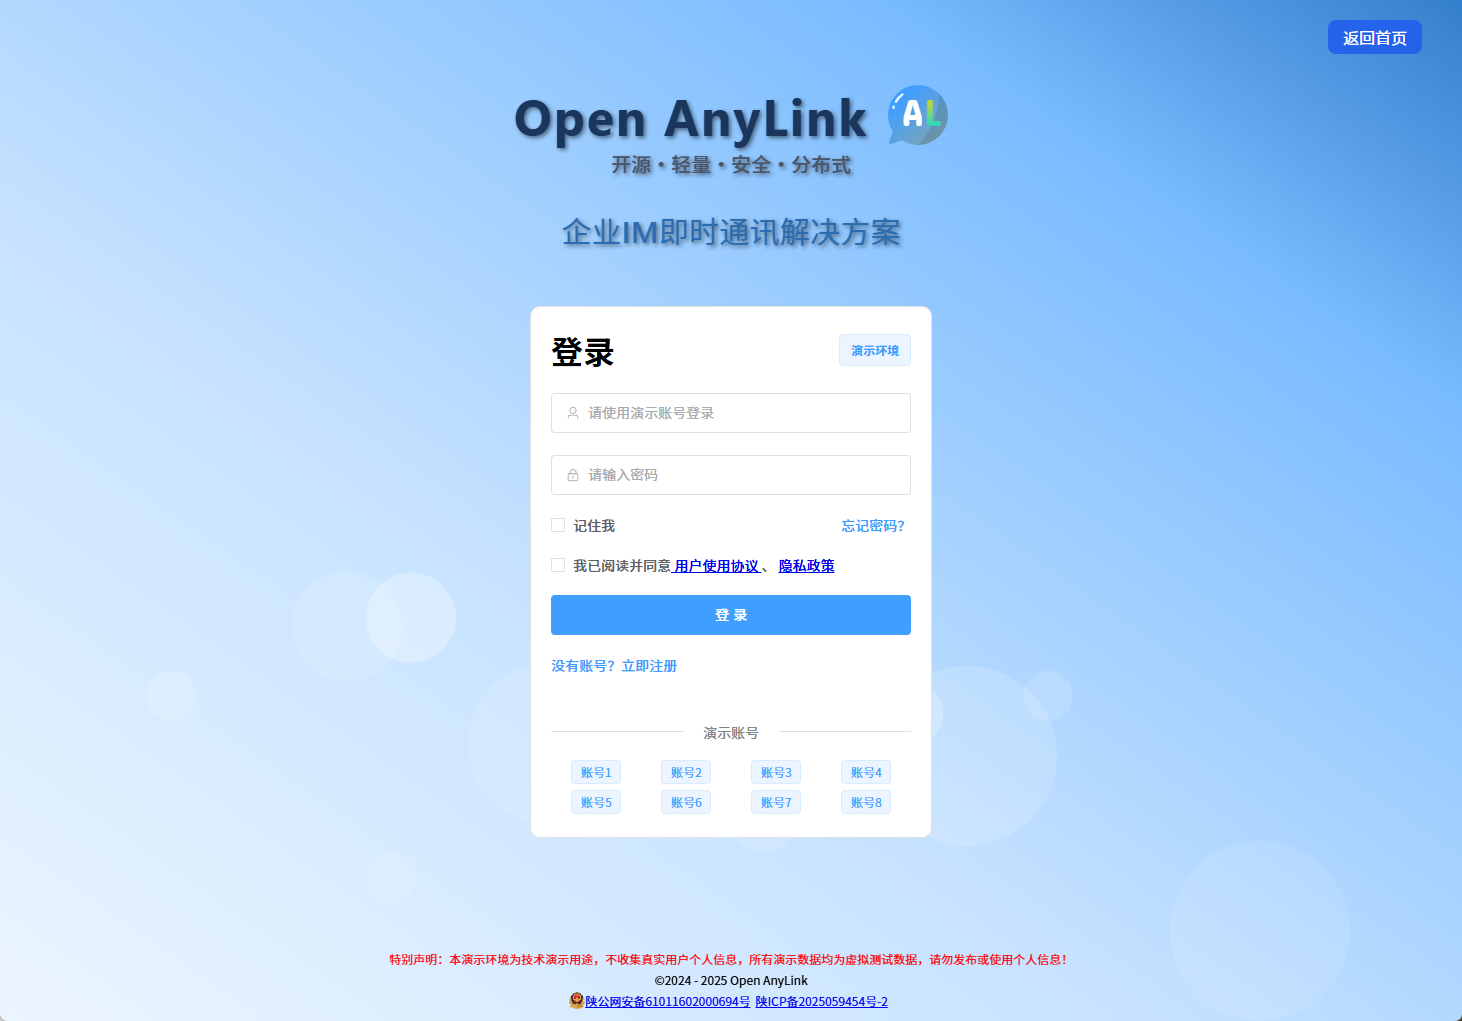 返回首页
Open AnyLink AL
开源·轻量·安全·分布式
企业IM即时通讯解决方案
登录
演示环境
请使用演示账号登录
请输入密码
记住我
忘记密码？
我已阅读并同意 用户使用协议 、 隐私政策
登 录
没有账号？立即注册
演示账号
账号1 账号2 账号3 账号4
账号5 账号6 账号7 账号8
特别声明：本演示环境为技术演示用途，不收集真实用户个人信息，所有演示数据均为虚拟测试数据，请勿发布或使用个人信息！
©2024 - 2025 Open AnyLink
陕公网安备61011602000694号 陕ICP备2025059454号-2